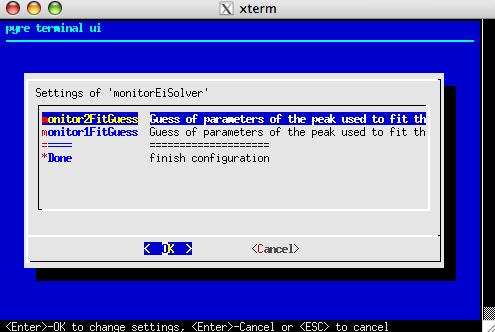 xterm
pyre terminal ui
Settings of 'monitorEiSolver'
monitor2FitGuess Guess of parameters of the peak used to fit th
monitor1FitGuess Guess of parameters of the peak used to fit th
===== ====================
*Done finish configuration
< OK > <Cancel>
<Enter>-OK to change settings, <Enter>-Cancel or <ESC> to cancel